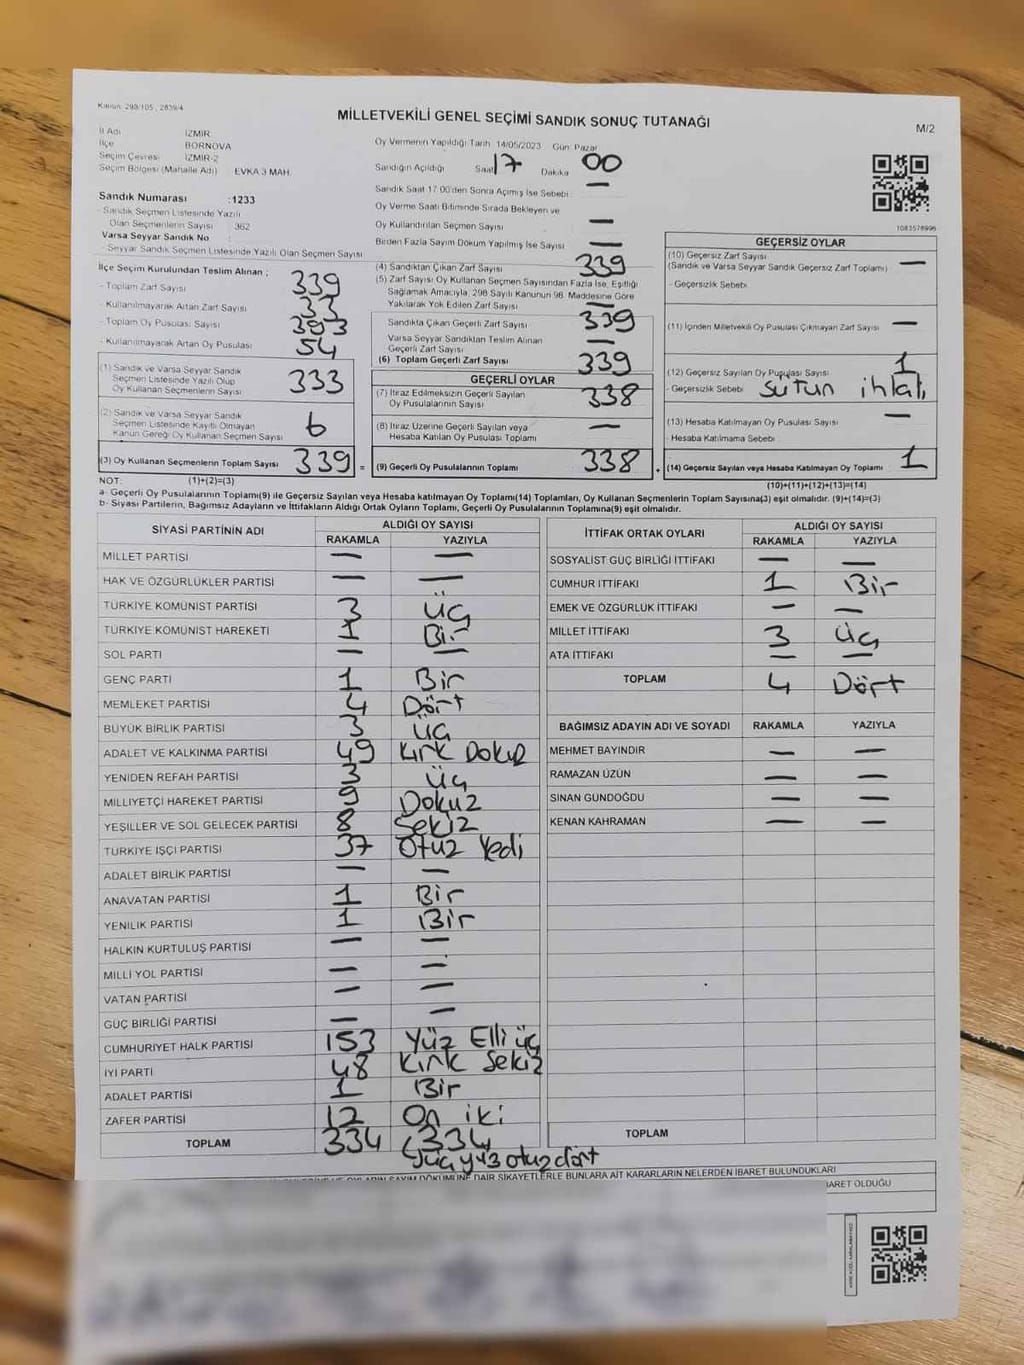 Kanun: 298/105 , 2839/4
MİLLETVEKİLİ GENEL SEÇİMİ SANDIK SONUÇ TUTANAĞI
M/2
İl Adı İZMİR
İlçe BORNOVA
Seçim Çevresi İZMİR-2
Seçim Bölgesi (Mahalle Adı) EVKA 3 MAH.
Sandık Numarası :1233
- Sandık Seçmen Listesinde Yazılı
Olan Seçmenlerin Sayısı : 362
Varsa Seyyar Sandık No :
- Seyyar Sandık Seçmen Listesinde Yazılı Olan Seçmen Sayısı
Oy Vermenin Yapıldığı Tarih 14/05/2023 Gün: Pazar
Sandığın Açıldığı Saat 17 Dakika 00
Sandık Saat 17:00'den Sonra Açılmış İse Sebebi : —
Oy Verme Saati Bitiminde Sırada Bekleyen ve
Oy Kullandırılan Seçmen Sayısı —
Birden Fazla Sayım Döküm Yapılmış İse Sayısı —
1083578996
İlçe Seçim Kurulundan Teslim Alınan ;
- Toplam Zarf Sayısı 339
- Kullanılmayarak Artan Zarf Sayısı 33
- Toplam Oy Pusulası Sayısı 393
- Kullanılmayarak Artan Oy Pusulası 54
(1) Sandık ve Varsa Seyyar Sandık
Seçmen Listesinde Yazılı Olup
Oy Kullanan Seçmenlerin Sayısı 333
(2) Sandık ve Varsa Seyyar Sandık
Seçmen Listesinde Kayıtlı Olmayan
Kanun Gereği Oy Kullanan Seçmen Sayısı 6
(3) Oy Kullanan Seçmenlerin Toplam Sayısı 339 =
(4) Sandıktan Çıkan Zarf Sayısı 339
(5) Zarf Sayısı Oy Kullanan Seçmen Sayısından Fazla İse, Eşitliği
Sağlamak Amacıyla, 298 Sayılı Kanunun 98. Maddesine Göre
Yakılarak Yok Edilen Zarf Sayısı —
Sandıkta Çıkan Geçerli Zarf Sayısı 339
Varsa Seyyar Sandıktan Teslim Alınan
Geçerli Zarf Sayısı —
(6) Toplam Geçerli Zarf Sayısı 339
GEÇERLİ OYLAR
(7) İtiraz Edilmeksizin Geçerli Sayılan
Oy Pusulalarının Sayısı 338
(8) İtiraz Üzerine Geçerli Sayılan veya
Hesaba Katılan Oy Pusulası Toplamı —
(9) Geçerli Oy Pusulalarının Toplamı 338 +
GEÇERSİZ OYLAR
(10) Geçersiz Zarf Sayısı —
(Sandık ve Varsa Seyyar Sandık Geçersiz Zarf Toplamı)
- Geçersizlik Sebebi
(11) İçinden Milletvekili Oy Pusulası Çıkmayan Zarf Sayısı —
(12) Geçersiz Sayılan Oy Pusulası Sayısı 1
- Geçersizlik Sebebi : Sütun ihlali
(13) Hesaba Katılmayan Oy Pusulası Sayısı —
- Hesaba Katılmama Sebebi :
(14) Geçersiz Sayılan veya Hesaba Katılmayan Oy Toplamı 1
NOT: (1)+(2)=(3) (10)+(11)+(12)+(13)=(14)
a- Geçerli Oy Pusulalarının Toplamı(9) ile Geçersiz Sayılan veya Hesaba katılmayan Oy Toplamı(14) Toplamları, Oy Kullanan Seçmenlerin Toplam Sayısına(3) eşit olmalıdır. (9)+(14)=(3)
b- Siyasi Partilerin, Bağımsız Adayların ve İttifakların Aldığı Ortak Oyların Toplamı, Geçerli Oy Pusulalarının Toplamına(9) eşit olmalıdır.
SİYASİ PARTİNİN ADI ALDIĞI OY SAYISI
RAKAMLA YAZIYLA
MİLLET PARTİSİ — —
HAK VE ÖZGÜRLÜKLER PARTİSİ — —
TÜRKİYE KOMÜNİST PARTİSİ 3 Üç
TÜRKİYE KOMÜNİST HAREKETİ 1 Bir
SOL PARTİ — —
GENÇ PARTİ 1 Bir
MEMLEKET PARTİSİ 4 Dört
BÜYÜK BİRLİK PARTİSİ 3 Üç
ADALET VE KALKINMA PARTİSİ 49 Kırk Dokuz
YENİDEN REFAH PARTİSİ 3 Üç
MİLLİYETÇİ HAREKET PARTİSİ 9 Dokuz
YEŞİLLER VE SOL GELECEK PARTİSİ 8 Sekiz
TÜRKİYE İŞÇİ PARTİSİ 37 Otuz Yedi
ADALET BİRLİK PARTİSİ — —
ANAVATAN PARTİSİ 1 Bir
YENİLİK PARTİSİ 1 Bir
HALKIN KURTULUŞ PARTİSİ — —
MİLLİ YOL PARTİSİ — —
VATAN PARTİSİ — —
GÜÇ BİRLİĞİ PARTİSİ — —
CUMHURİYET HALK PARTİSİ 153 Yüz Elli üç
İYİ PARTİ 48 Kırk Sekiz
ADALET PARTİSİ 1 Bir
ZAFER PARTİSİ 12 On iki
TOPLAM 334 (334)
Üç yüz otuz dört
İTTİFAK ORTAK OYLARI ALDIĞI OY SAYISI
RAKAMLA YAZIYLA
SOSYALİST GÜÇ BİRLİĞİ İTTİFAKI — —
CUMHUR İTTİFAKI 1 Bir
EMEK VE ÖZGÜRLÜK İTTİFAKI — —
MİLLET İTTİFAKI 3 Üç
ATA İTTİFAKI — —
TOPLAM 4 Dört
BAĞIMSIZ ADAYIN ADI VE SOYADI RAKAMLA YAZIYLA
MEHMET BAYINDIR — —
RAMAZAN ÜZÜN — —
SİNAN GÜNDOĞDU — —
KENAN KAHRAMAN — —
TOPLAM
OYLARIN SAYIM DÖKÜMÜNE DAİR ŞİKAYETLERLE BUNLARA AİT KARARLARIN NELERDEN İBARET BULUNDUKLARI
İBARET OLDUĞU